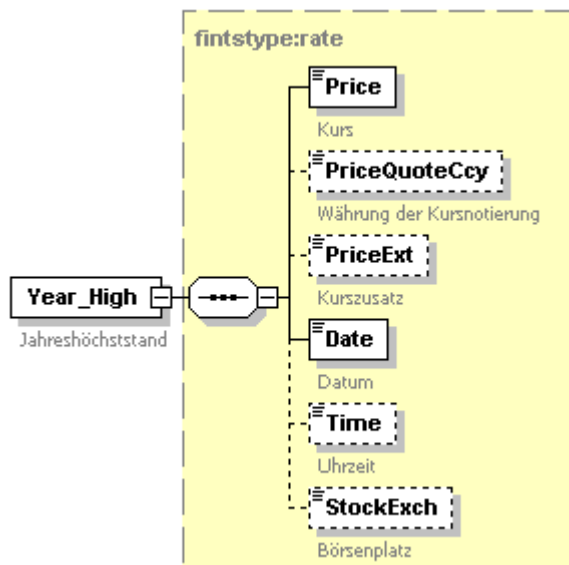 fintstype:rate
Price
Kurs
PriceQuoteCcy
Währung der Kursnotierung
PriceExt
Kurszusatz
Year_High
Jahreshöchststand
Date
Datum
Time
Uhrzeit
StockExch
Börsenplatz